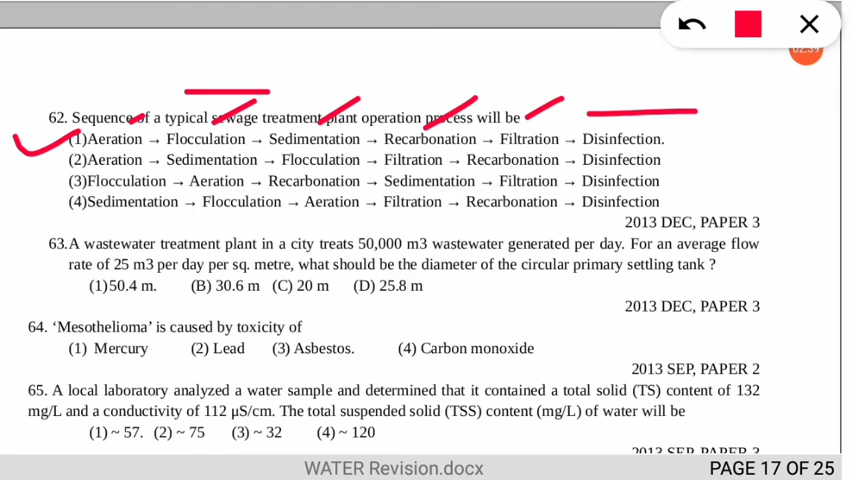 02:39
62. Sequence of a typical sewage treatment plant operation process will be
(1)Aeration → Flocculation → Sedimentation → Recarbonation → Filtration → Disinfection.
(2)Aeration → Sedimentation → Flocculation → Filtration → Recarbonation → Disinfection
(3)Flocculation → Aeration → Recarbonation → Sedimentation → Filtration → Disinfection
(4)Sedimentation → Flocculation → Aeration → Filtration → Recarbonation → Disinfection
2013 DEC, PAPER 3
63.A wastewater treatment plant in a city treats 50,000 m3 wastewater generated per day. For an average flow
rate of 25 m3 per day per sq. metre, what should be the diameter of the circular primary settling tank ?
(1)50.4 m. (B) 30.6 m (C) 20 m (D) 25.8 m
2013 DEC, PAPER 3
64. ‘Mesothelioma’ is caused by toxicity of
(1) Mercury (2) Lead (3) Asbestos. (4) Carbon monoxide
2013 SEP, PAPER 2
65. A local laboratory analyzed a water sample and determined that it contained a total solid (TS) content of 132
mg/L and a conductivity of 112 μS/cm. The total suspended solid (TSS) content (mg/L) of water will be
(1) ~ 57. (2) ~ 75 (3) ~ 32 (4) ~ 120
2013 SEP, PAPER 3
WATER Revision.docx PAGE 17 OF 25